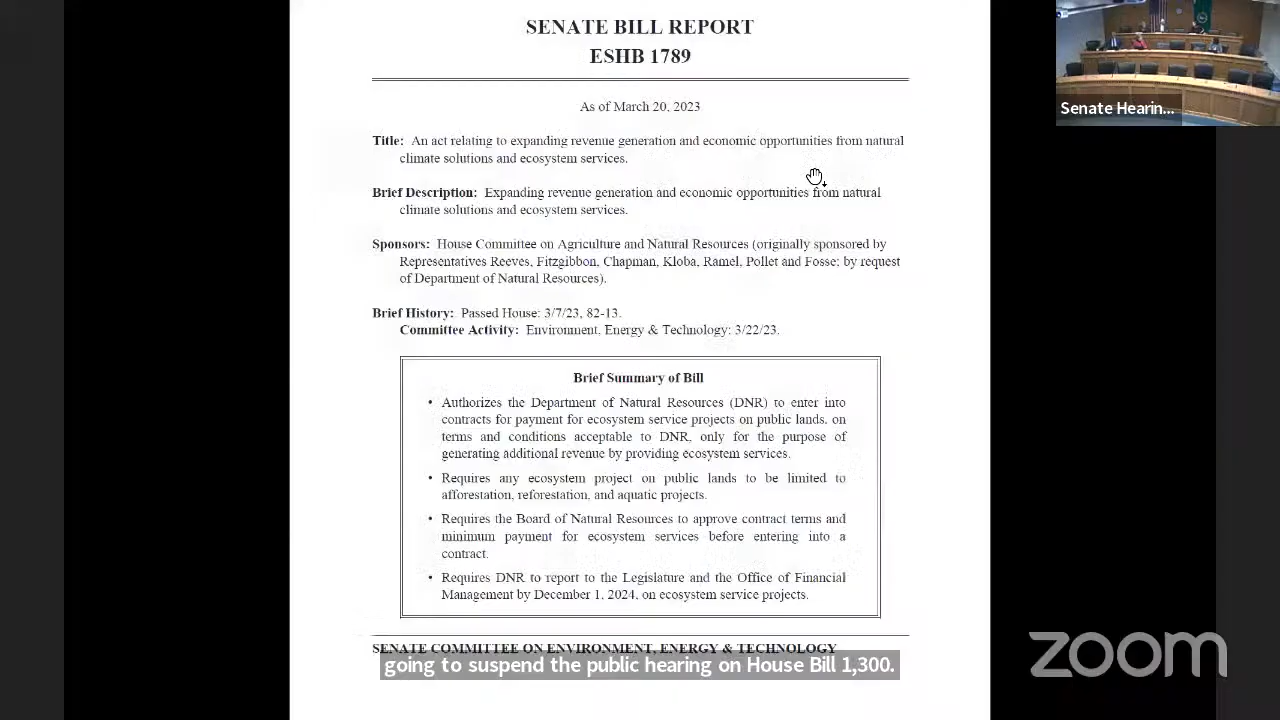 SENATE BILL REPORT
ESHB 1789
As of March 20, 2023
Title: An act relating to expanding revenue generation and economic opportunities from natural
climate solutions and ecosystem services.
Brief Description: Expanding revenue generation and economic opportunities from natural
climate solutions and ecosystem services.
Sponsors: House Committee on Agriculture and Natural Resources (originally sponsored by
Representatives Reeves, Fitzgibbon, Chapman, Kloba, Ramel, Pollet and Fosse; by request
of Department of Natural Resources).
Brief History: Passed House: 3/7/23, 82-13.
Committee Activity: Environment, Energy & Technology: 3/22/23.
Brief Summary of Bill
• Authorizes the Department of Natural Resources (DNR) to enter into
contracts for payment for ecosystem service projects on public lands, on
terms and conditions acceptable to DNR, only for the purpose of
generating additional revenue by providing ecosystem services.
• Requires any ecosystem project on public lands to be limited to
afforestation, reforestation, and aquatic projects.
• Requires the Board of Natural Resources to approve contract terms and
minimum payment for ecosystem services before entering into a
contract.
• Requires DNR to report to the Legislature and the Office of Financial
Management by December 1, 2024, on ecosystem service projects.
SENATE COMMITTEE ON ENVIRONMENT, ENERGY & TECHNOLOGY
going to suspend the public hearing on House Bill 1,300.
Senate Hearin...
zoom